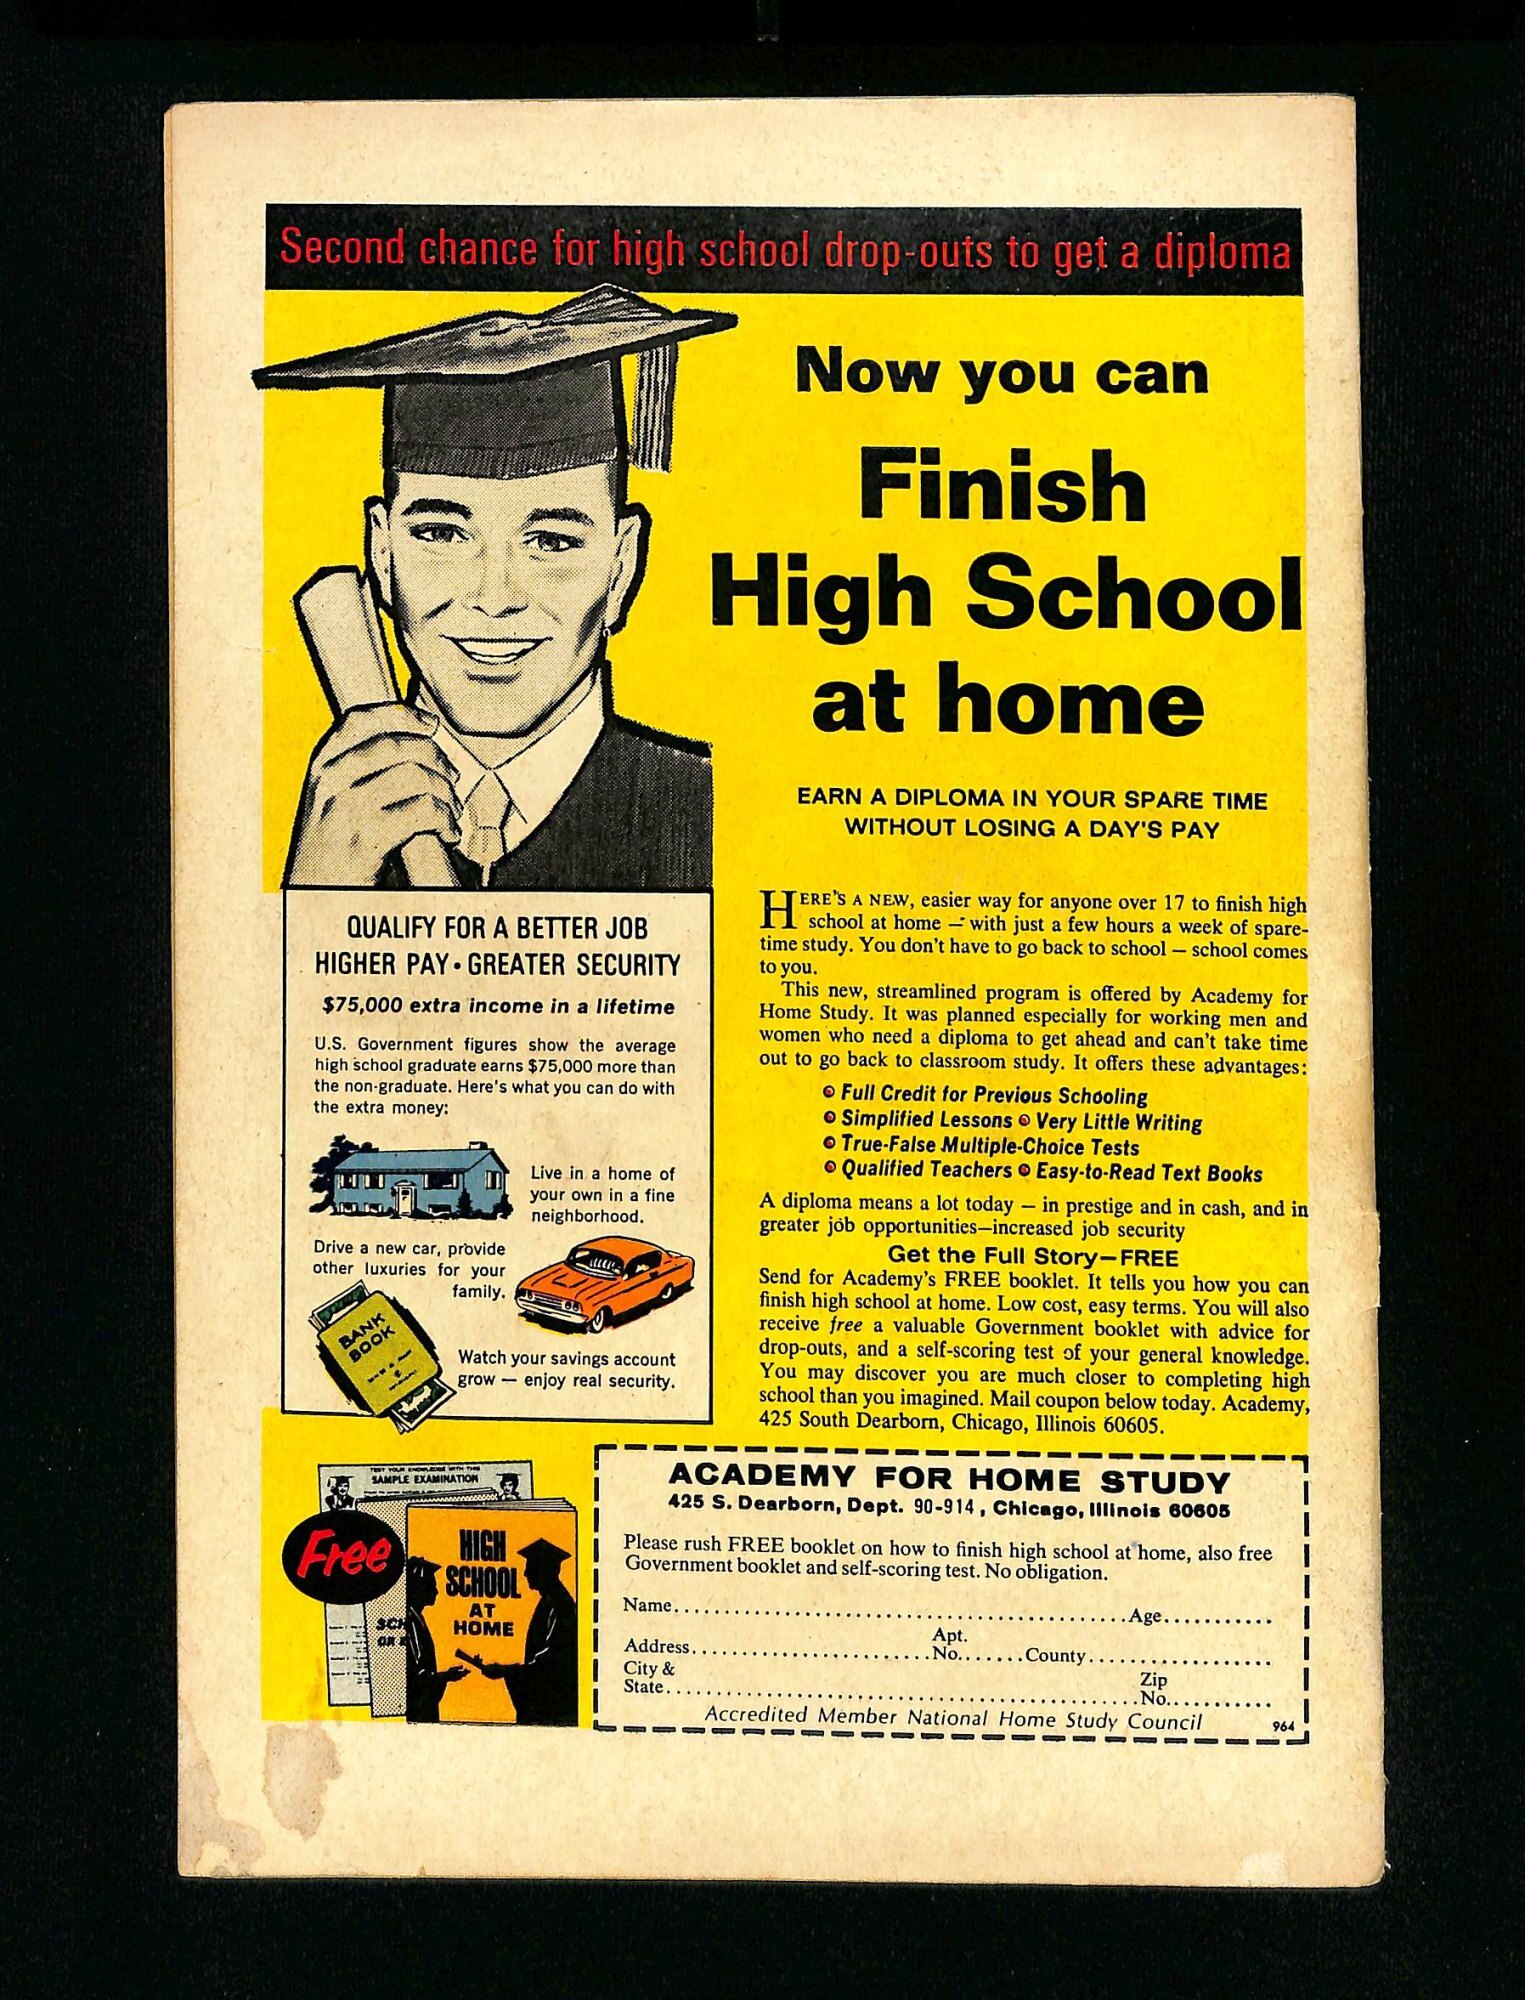 Second chance for high school drop-outs to get a diploma
Now you can
Finish
High School
at home
EARN A DIPLOMA IN YOUR SPARE TIME
WITHOUT LOSING A DAY'S PAY
QUALIFY FOR A BETTER JOB
HIGHER PAY • GREATER SECURITY
$75,000 extra income in a lifetime
U.S. Government figures show the average
high school graduate earns $75,000 more than
the non-graduate. Here's what you can do with
the extra money:
Live in a home of
your own in a fine
neighborhood.
Drive a new car, provide
other luxuries for your
family.
BANK
BOOK
Watch your savings account
grow — enjoy real security.
HERE'S A NEW, easier way for anyone over 17 to finish high
school at home — with just a few hours a week of spare-
time study. You don't have to go back to school — school comes
to you.
This new, streamlined program is offered by Academy for
Home Study. It was planned especially for working men and
women who need a diploma to get ahead and can't take time
out to go back to classroom study. It offers these advantages:
• Full Credit for Previous Schooling
• Simplified Lessons • Very Little Writing
• True-False Multiple-Choice Tests
• Qualified Teachers • Easy-to-Read Text Books
A diploma means a lot today — in prestige and in cash, and in
greater job opportunities—increased job security
Get the Full Story—FREE
Send for Academy's FREE booklet. It tells you how you can
finish high school at home. Low cost, easy terms. You will also
receive free a valuable Government booklet with advice for
drop-outs, and a self-scoring test of your general knowledge.
You may discover you are much closer to completing high
school than you imagined. Mail coupon below today. Academy,
425 South Dearborn, Chicago, Illinois 60605.
TEST YOUR KNOWLEDGE WITH THIS
SAMPLE EXAMINATION
Free
SCH
OR
HIGH
SCHOOL
AT
HOME
ACADEMY FOR HOME STUDY
425 S. Dearborn, Dept. 90-914, Chicago, Illinois 60605
Please rush FREE booklet on how to finish high school at home, also free
Government booklet and self-scoring test. No obligation.
Name..................................................Age...........
Apt.
Address..........................No.......County...................
City &
Zip
State....................................................No...........
Accredited Member National Home Study Council
964